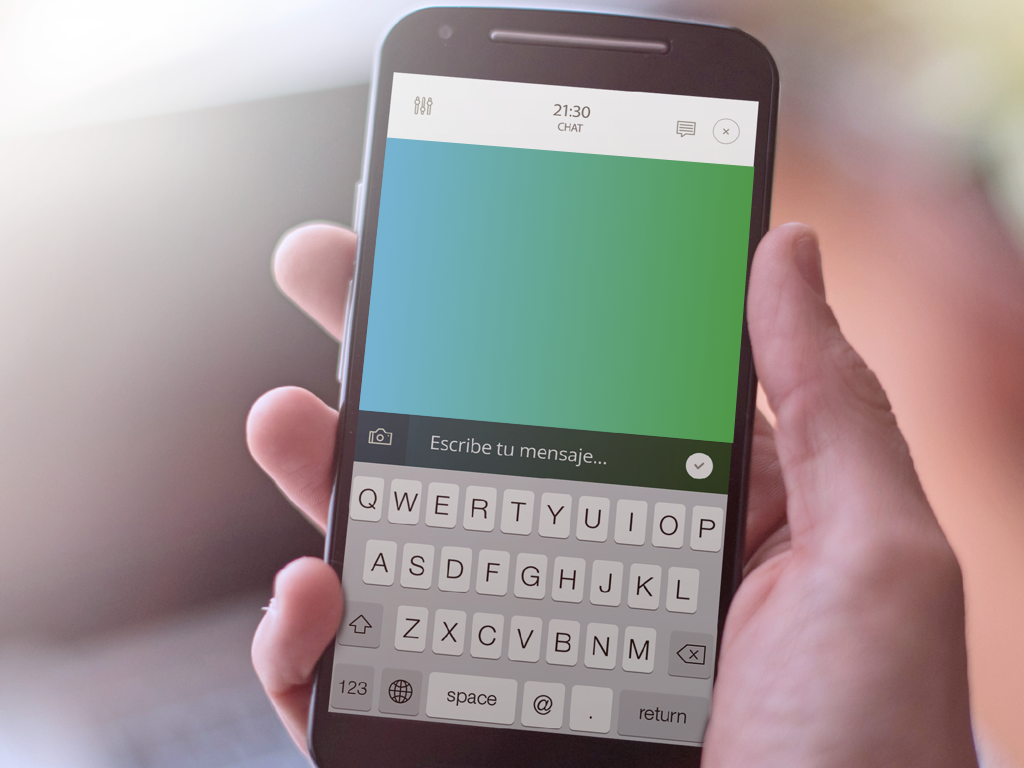 21:30
CHAT
Escribe tu mensaje...
Q W E R T Y U I O P
A S D F G H J K L
Z X C V B N M
123 space @ . return